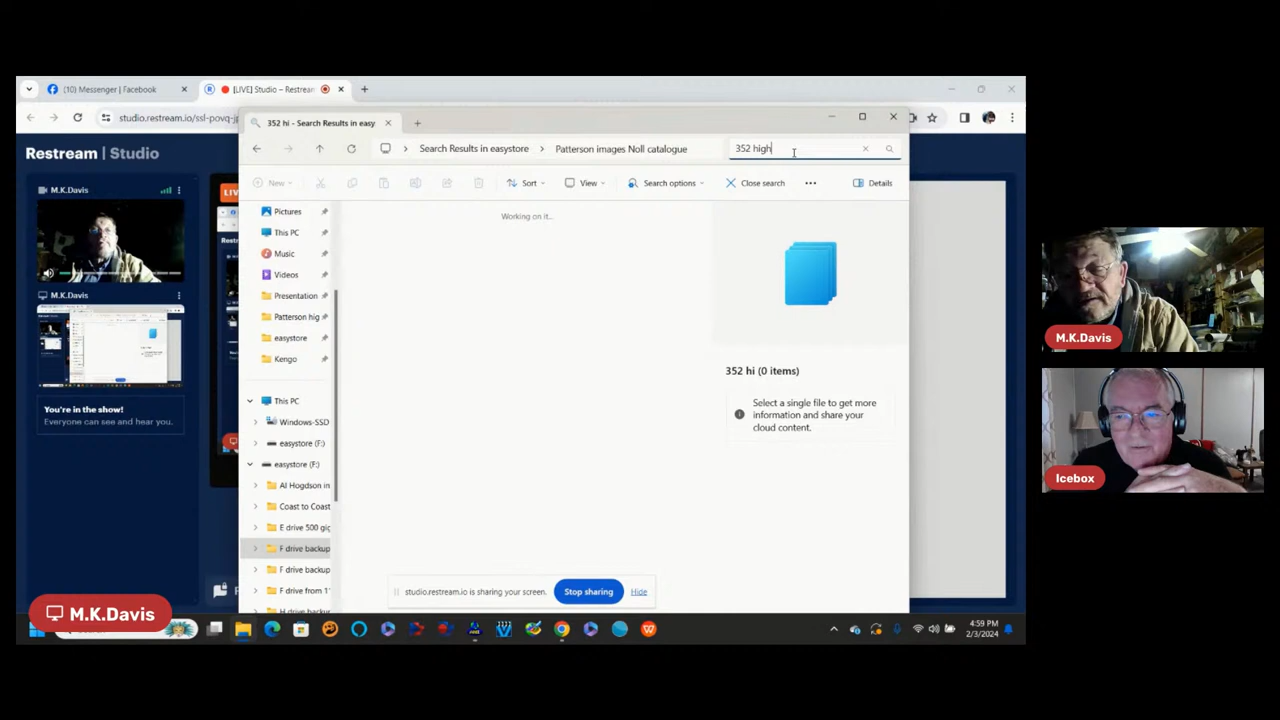 (10) Messenger | Facebook
[LIVE] Studio – Restream
studio.restream.io/ssl-povq-j
352 hi - Search Results in easy
Search Results in easystore
Patterson images Noll catalogue
352 high
New
Sort
View
Search options
Close search
Details
Restream | Studio
M.K.Davis
LIV
M.K.Davis
You're in the show!
Everyone can see and hear you.
Pictures
This PC
Music
Videos
Presentation
Patterson hig
easystore
Kengo
This PC
Windows-SSD
easystore (F:)
easystore (F:)
Al Hogdson in
Coast to Coast
E drive 500 gig
F drive backup
F drive backup
F drive from 1
H drive backup
Working on it...
352 hi (0 items)
Select a single file to get more
information and share your
cloud content.
studio.restream.io is sharing your screen.
Stop sharing
Hide
M.K.Davis
4:59 PM
2/3/2024
M.K.Davis
Icebox